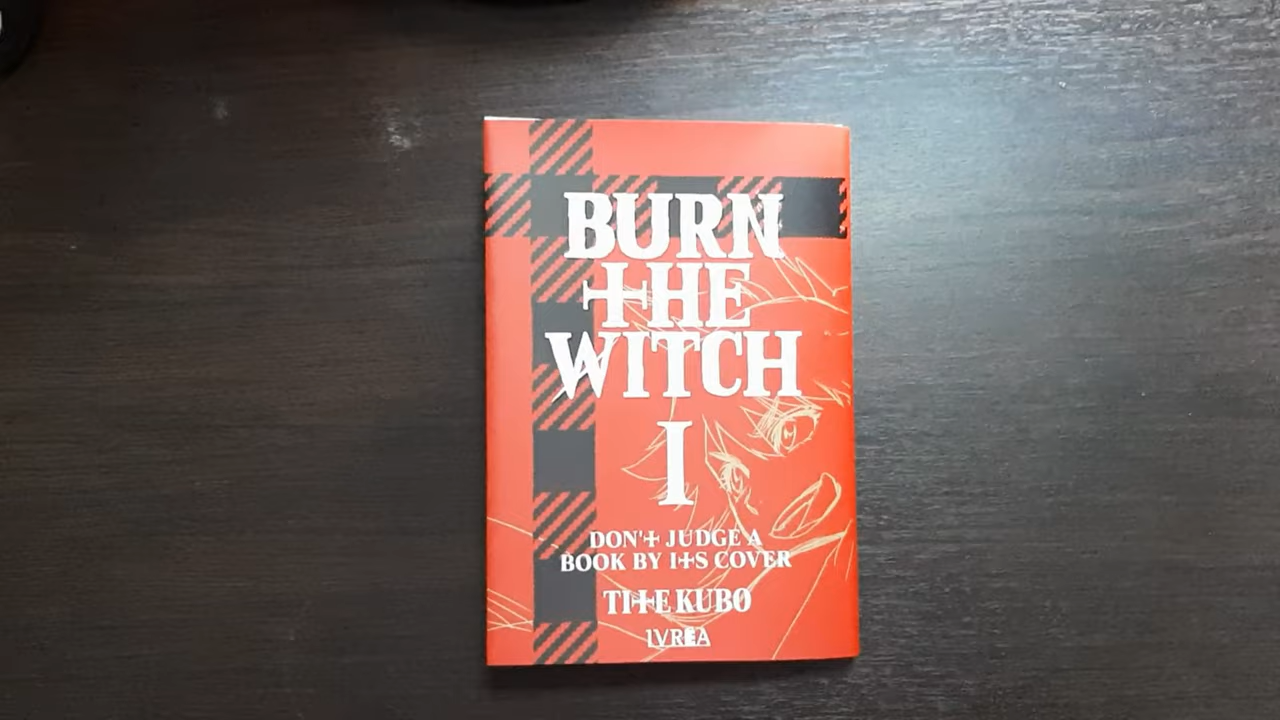 BURN
THE
WITCH
I
DON'T JUDGE A
BOOK BY ITS COVER
TITE KUBO
IVREA